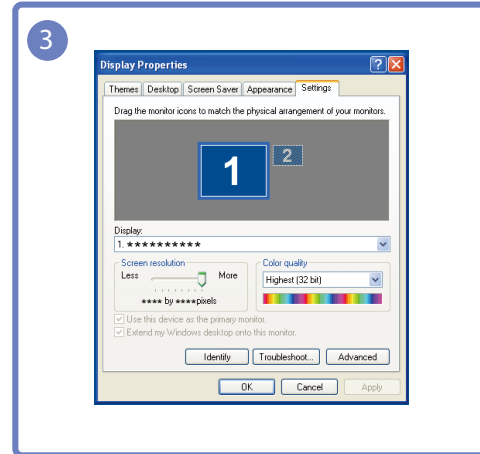 3
Display Properties
Themes Desktop Screen Saver Appearance Settings
Drag the monitor icons to match the physical arrangement of your monitors.
1 2
Display:
1. **********
Screen resolution
Less More
**** by ****pixels
Color quality
Highest (32 bit)
Use this device as the primary monitor.
Extend my Windows desktop onto this monitor.
Identify Troubleshoot... Advanced
OK Cancel Apply